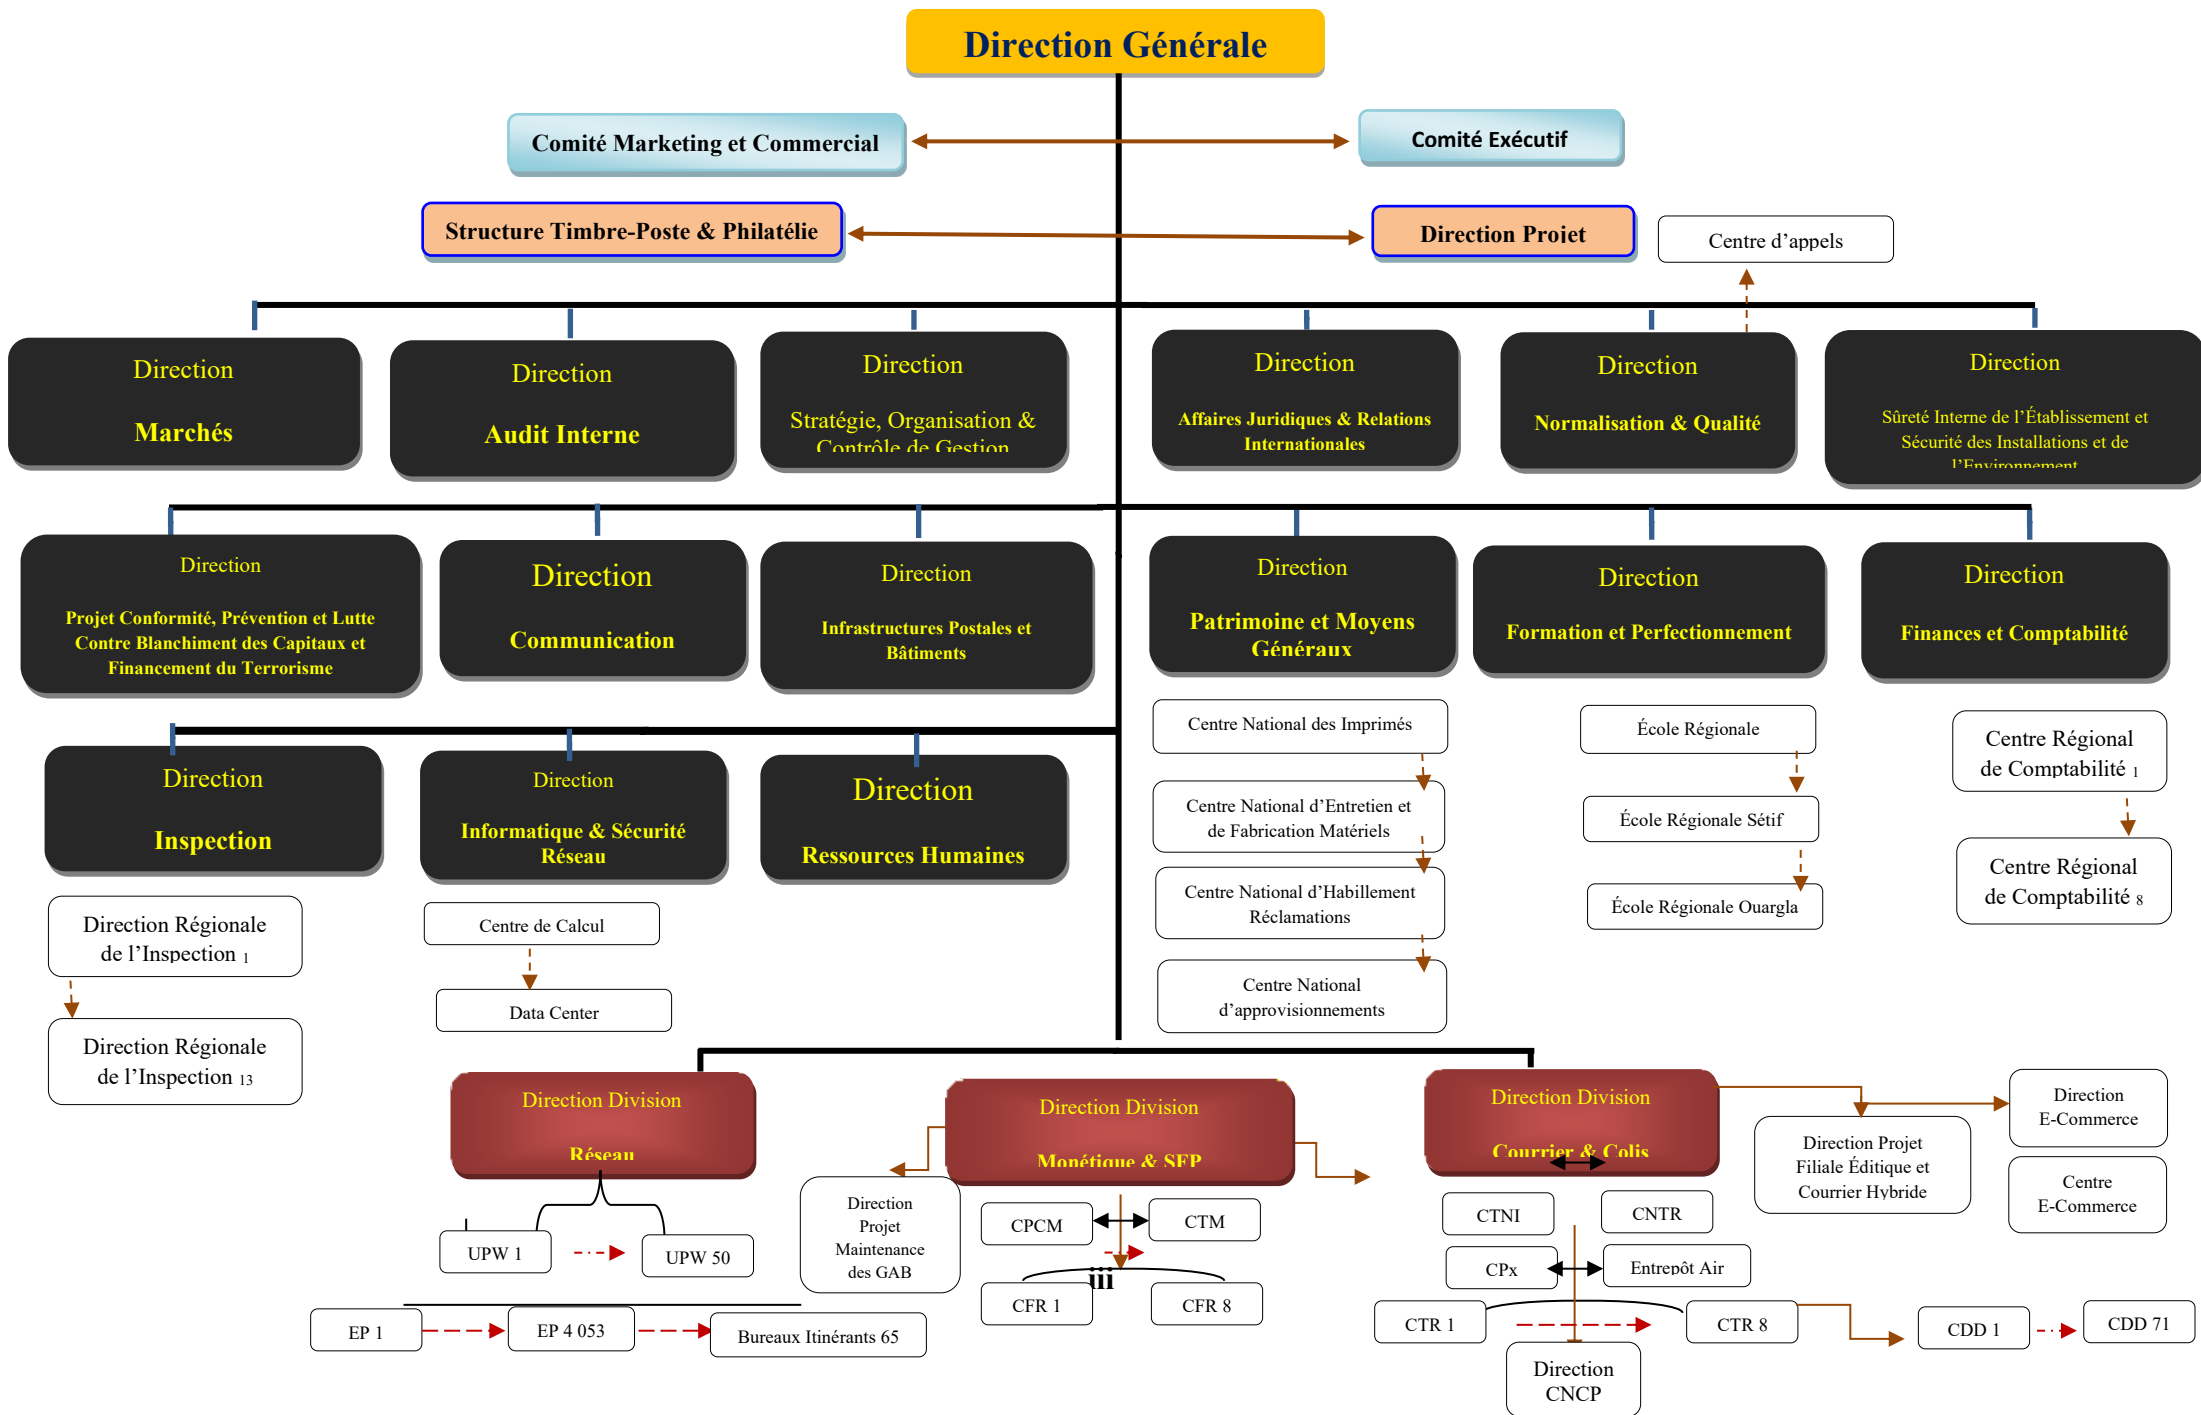 Direction Générale
Comité Marketing et Commercial
Comité Exécutif
Structure Timbre-Poste & Philatélie
Direction Projet
Centre d'appels
Direction
Marchés
Direction
Audit Interne
Direction
Stratégie, Organisation &
Contrôle de Gestion
Direction
Affaires Juridiques & Relations
Internationales
Direction
Normalisation & Qualité
Direction
Sûreté Interne de l'Établissement et
Sécurité des Installations et de
l'Environnement
Direction
Projet Conformité, Prévention et Lutte
Contre Blanchiment des Capitaux et
Financement du Terrorisme
Direction
Communication
Direction
Infrastructures Postales et
Bâtiments
Direction
Patrimoine et Moyens
Généraux
Direction
Formation et Perfectionnement
Direction
Finances et Comptabilité
Centre National des Imprimés
Centre National d'Entretien et
de Fabrication Matériels
Centre National d'Habillement
Réclamations
Centre National
d'approvisionnements
École Régionale
École Régionale Sétif
École Régionale Ouargla
Centre Régional
de Comptabilité 1
Centre Régional
de Comptabilité 8
Direction
Inspection
Direction
Informatique & Sécurité
Réseau
Direction
Ressources Humaines
Direction Régionale
de l'Inspection 1
Direction Régionale
de l'Inspection 13
Centre de Calcul
Data Center
Direction Division
Réseau
Direction Division
Monétique & SFP
Direction Division
Courrier & Colis
Direction
E-Commerce
Centre
E-Commerce
Direction Projet
Filiale Éditique et
Courrier Hybride
Direction
Projet
Maintenance
des GAB
UPW 1
UPW 50
CPCM
CTM
CTNI
CNTR
CPx
Entrepôt Air
iii
CFR 1
CFR 8
EP 1
EP 4 053
Bureaux Itinérants 65
CTR 1
CTR 8
CDD 1
CDD 71
Direction
CNCP